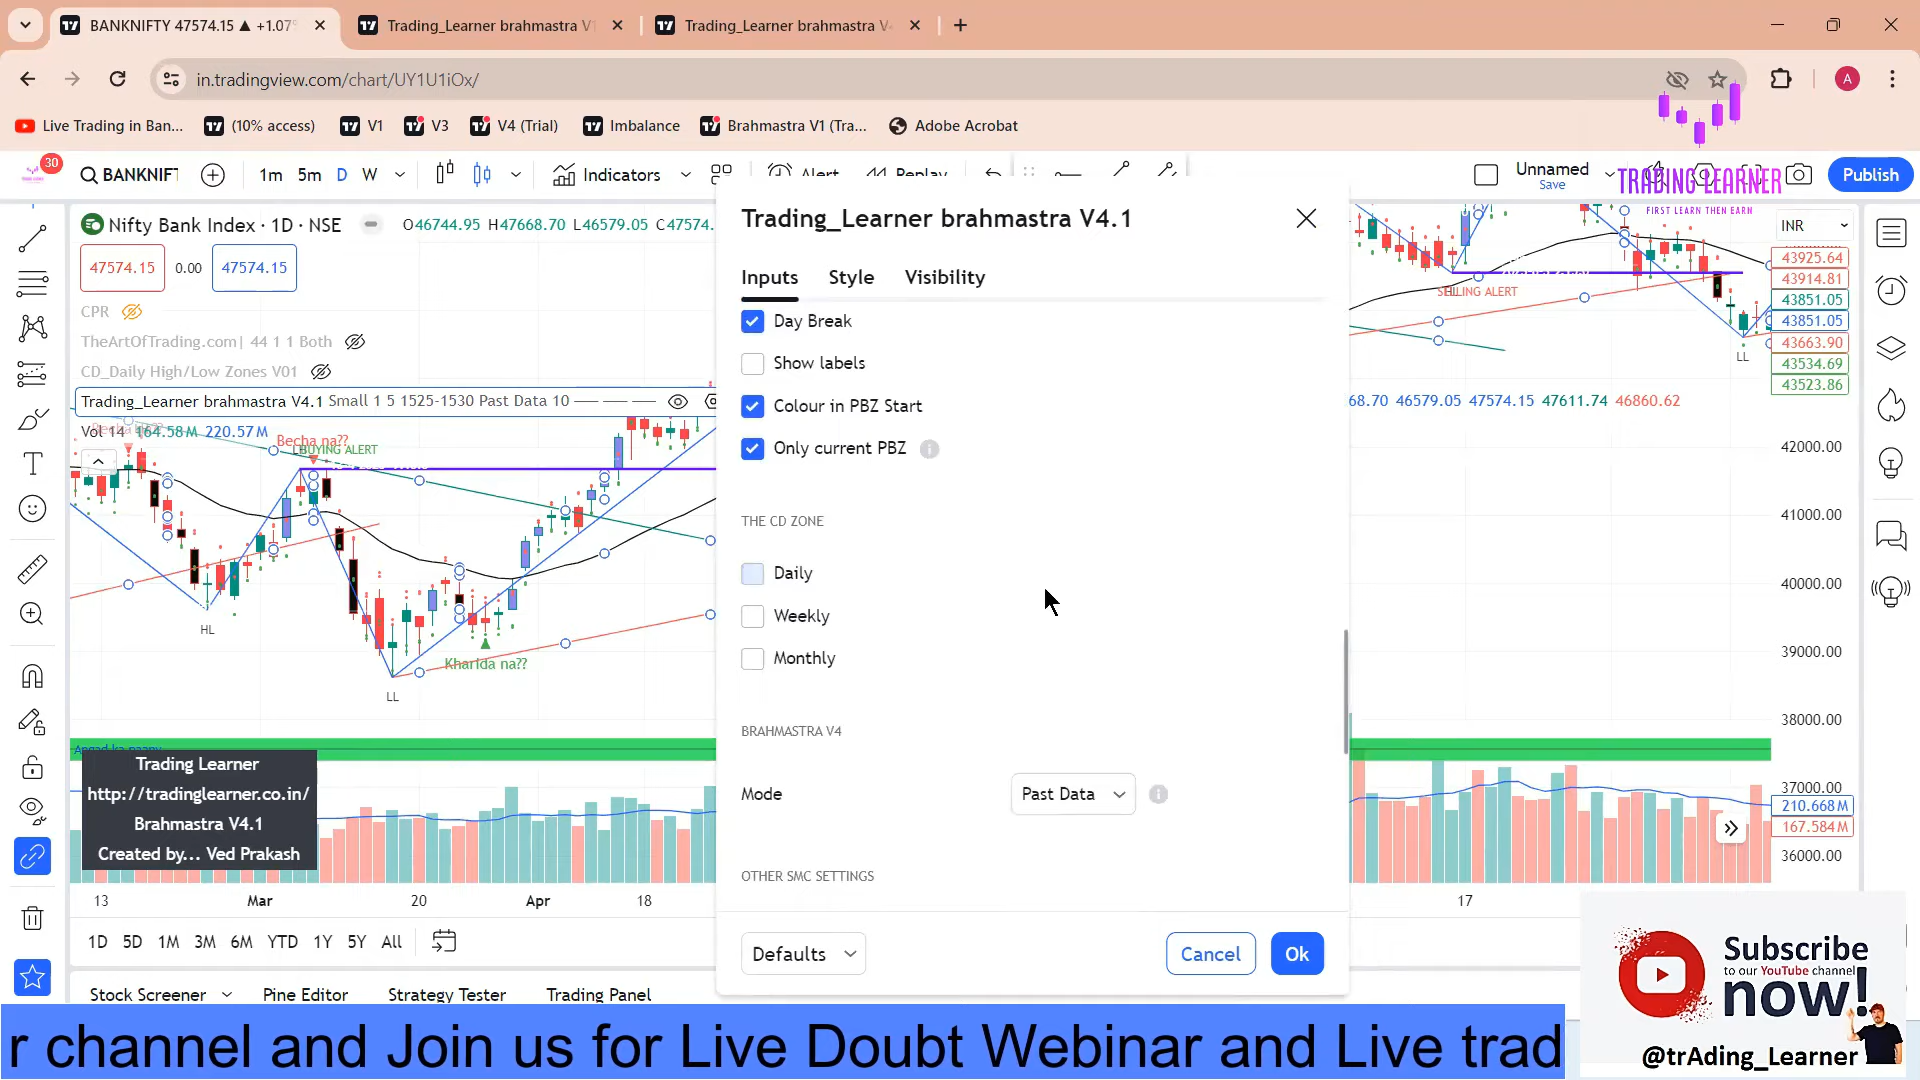 BANKNIFTY 47574.15 ▲ +1.07%
Trading_Learner brahmastra V
Trading_Learner brahmastra V
in.tradingview.com/chart/UY1U1iOx/
A
Live Trading in Ban...
(10% access)
V1
V3
V4 (Trial)
Imbalance
Brahmastra V1 (Tra...
Adobe Acrobat
30
BANKNIFT
1m 5m D W
Indicators
Alert
Replay
Unnamed
Save
Publish
TRADING LEARNER
FIRST LEARN THEN EARN
Nifty Bank Index · 1D · NSE
O46744.95 H47668.70 L46579.05 C47574.
47574.15
0.00
47574.15
CPR
TheArtOfTrading.com| 44 1 1 Both
CD_Daily High/Low Zones V01
Trading_Learner brahmastra V4.1 Small 1 5 1525-1530 Past Data 10
Vol 14 164.58M 220.57M
Becha na??
BUYING ALERT
HL
LL
Kharida na??
Trading Learner
http://tradinglearner.co.in/
Brahmastra V4.1
Created by... Ved Prakash
13 Mar 20 Apr 18
1D 5D 1M 3M 6M YTD 1Y 5Y All
Stock Screener
Pine Editor
Strategy Tester
Trading Panel
Trading_Learner brahmastra V4.1
Inputs
Style
Visibility
Day Break
Show labels
Colour in PBZ Start
Only current PBZ
THE CD ZONE
Daily
Weekly
Monthly
BRAHMASTRA V4
Mode
Past Data
OTHER SMC SETTINGS
Defaults
Cancel
Ok
SELLING ALERT
LL
68.70 46579.05 47574.15 47611.74 46860.62
INR
43925.64
43914.81
43851.05
43851.05
43663.90
43534.69
43523.86
42000.00
41000.00
40000.00
39000.00
38000.00
37000.00
210.668M
167.584M
36000.00
17
r channel and Join us for Live Doubt Webinar and Live trad
Subscribe
to our YouTube channel
now!
@trAding_Learner